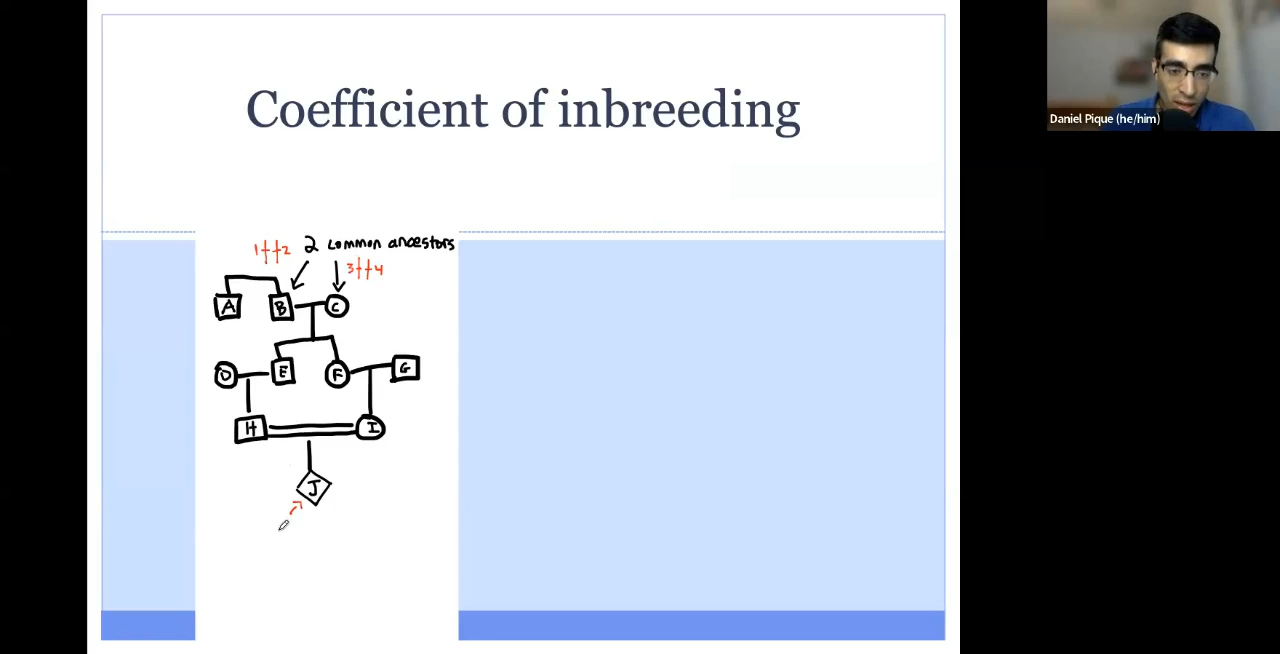 Coefficient of inbreeding
Daniel Pique (he/him)
1 2 2 common ancestors
3 4
A B C
D E F G
H I
J